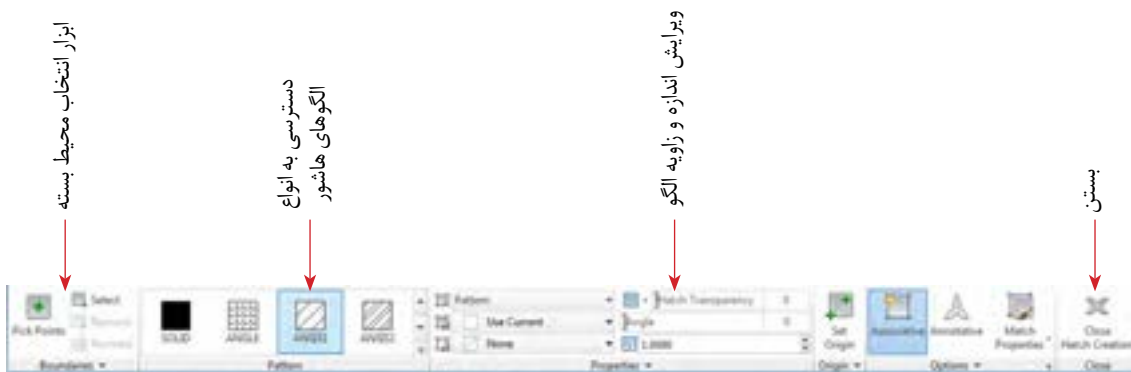 ابزار انتخاب محیط بسته
دسترسی به انواع
الگوهای هاشور
ویرایش اندازه و زاویه الگو
بستن
Pick Points
Select
Remove
SOLID
ANGLE
ANSI31
ANSI32
Pattern
Use Current
None
Hatch Transparency
0
Angle
0
1.0000
Set
Origin
Associative
Annotative
Match
Properties
Close
Hatch Creation
Boundaries
Pattern
Properties
Origin
Options
Close